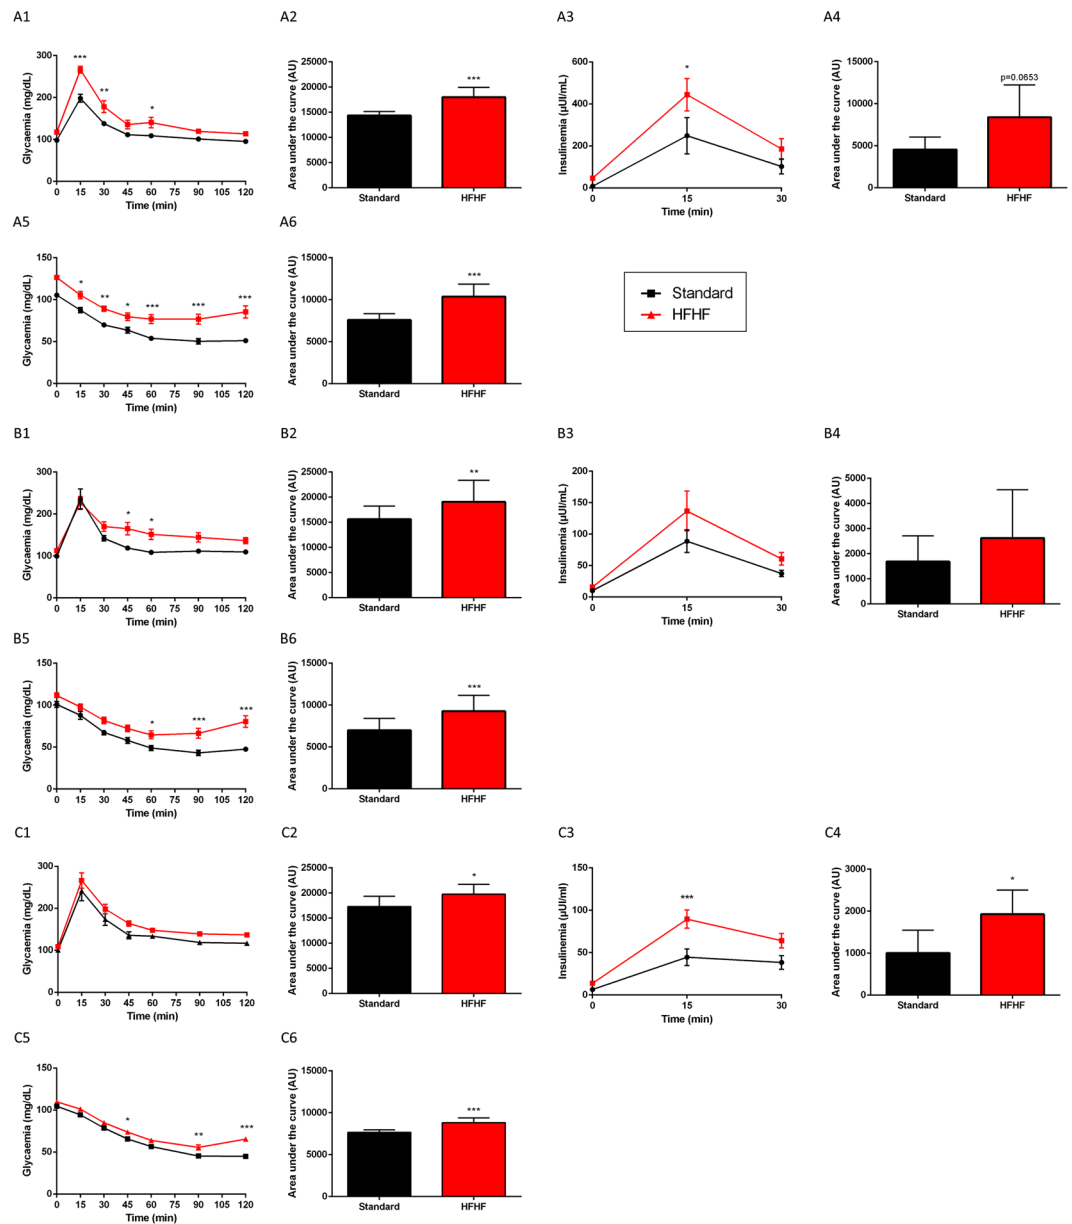 A1
A2
A3
A4
Glycaemia (mg/dL)
300
200
100
0
***
**
*
0 15 30 45 60 75 90 105 120
Time (min)
Area under the curve (AU)
25000
20000
15000
10000
5000
0
***
Standard HFHF
Insulinemia (µUI/mL)
600
400
200
0
*
0 15 30
Time (min)
Area under the curve (AU)
15000
10000
5000
0
p=0.0653
Standard HFHF
A5
A6
Glycaemia (mg/dL)
150
100
50
0
* ** * *** *** ***
0 15 30 45 60 75 90 105 120
Time (min)
Area under the curve (AU)
15000
10000
5000
0
***
Standard HFHF
Standard
HFHF
B1
B2
B3
B4
Glycaemia (mg/dL)
300
200
100
0
* *
0 15 30 45 60 75 90 105 120
Time (min)
Area under the curve (AU)
25000
20000
15000
10000
5000
0
**
Standard HFHF
Insulinemia (µUI/mL)
200
150
100
50
0
0 15 30
Time (min)
Area under the curve (AU)
5000
4000
3000
2000
1000
0
Standard HFHF
B5
B6
Glycaemia (mg/dL)
150
100
50
0
* *** ***
0 15 30 45 60 75 90 105 120
Time (min)
Area under the curve (AU)
15000
10000
5000
0
***
Standard HFHF
C1
C2
C3
C4
Glycaemia (mg/dL)
300
200
100
0
0 15 30 45 60 75 90 105 120
Time (min)
Area under the curve (AU)
25000
20000
15000
10000
5000
0
*
Standard HFHF
Insulinemia (µUI/ml)
150
100
50
0
***
0 15 30
Time (min)
Area under the curve (AU)
3000
2000
1000
0
*
Standard HFHF
C5
C6
Glycaemia (mg/dL)
150
100
50
0
* ** ***
0 15 30 45 60 75 90 105 120
Time (min)
Area under the curve (AU)
15000
10000
5000
0
***
Standard HFHF